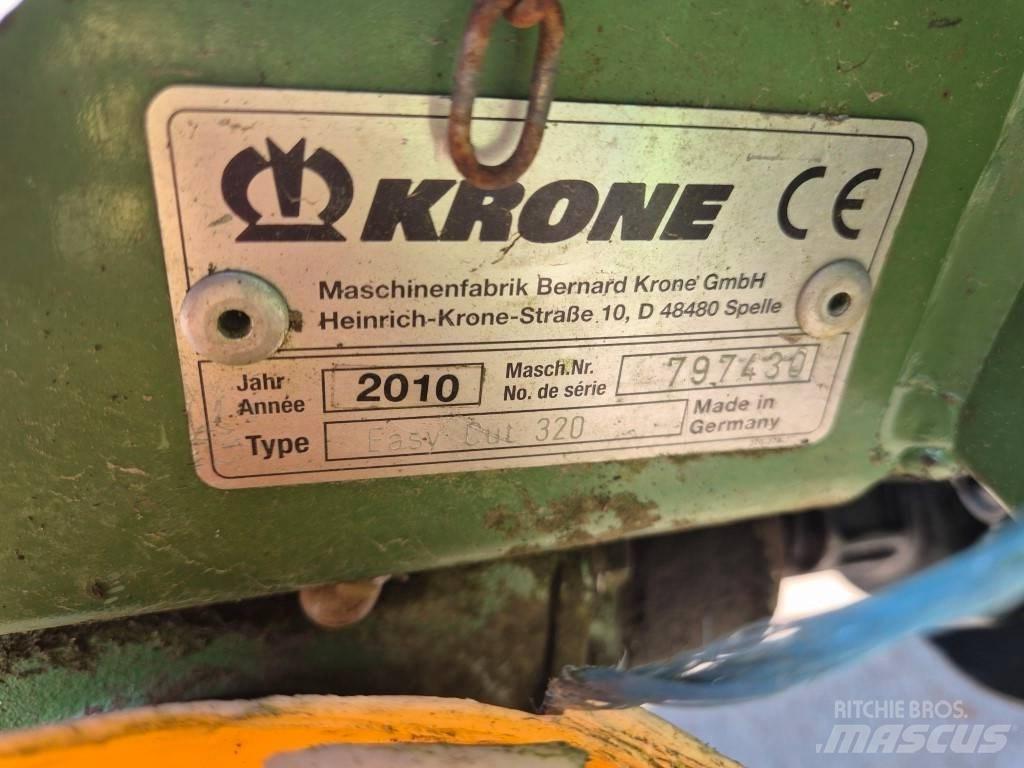 KRONE CE
Maschinenfabrik Bernard Krone GmbH
Heinrich-Krone-Straße 10, D 48480 Spelle
Jahr
Année
2010
Masch.Nr.
No. de série
797430
Type
Easy Cut 320
Made in
Germany
RITCHIE BROS.
MASCUS